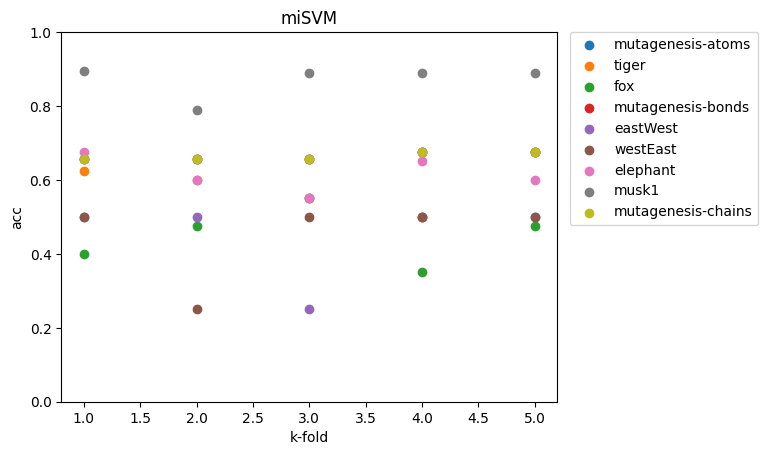 miSVM
1.0
0.8
0.6
0.4
0.2
0.0
acc
1.0 1.5 2.0 2.5 3.0 3.5 4.0 4.5 5.0
k-fold
mutagenesis-atoms
tiger
fox
mutagenesis-bonds
eastWest
westEast
elephant
musk1
mutagenesis-chains